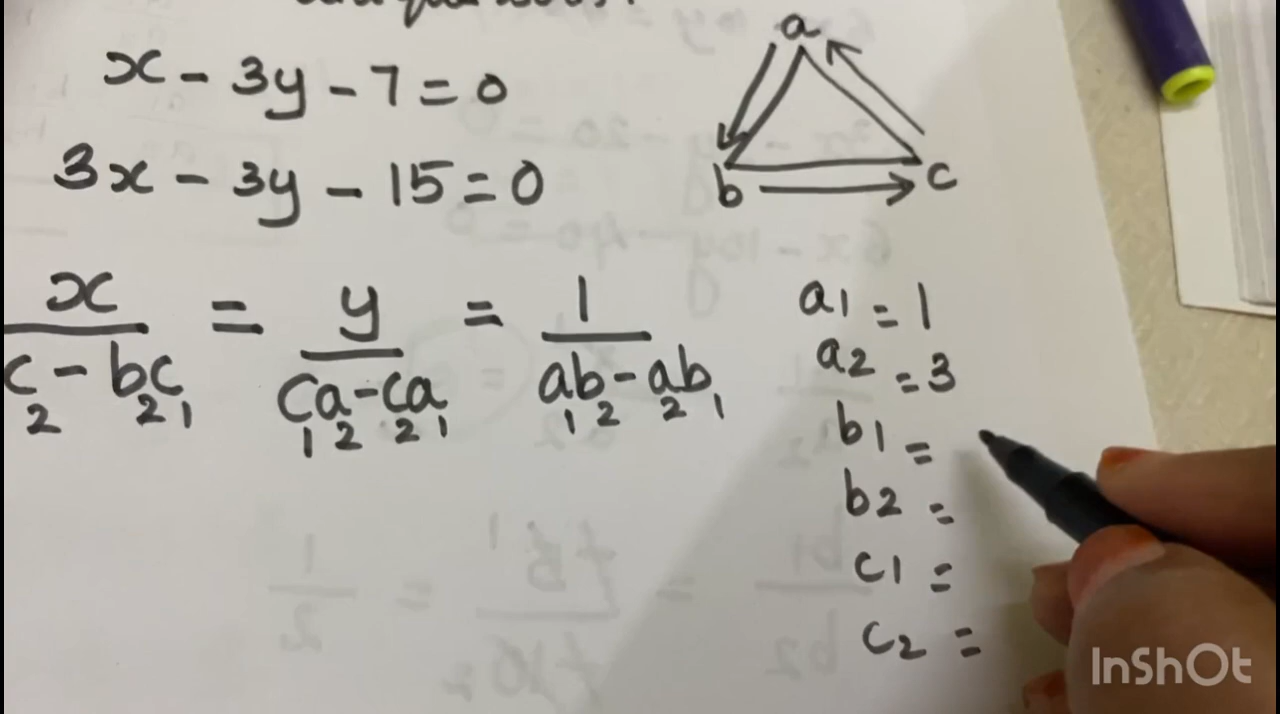 x - 3y - 7 = 0
3x - 3y - 15 = 0
a
b
c
x/c₂ - b₂c₁ = y/c₁a₂ - c₂a₁ = 1/a₁b₂ - a₂b₁
a1 = 1
a2 = 3
b1 =
b2 =
c1 =
c2 =
InShOt